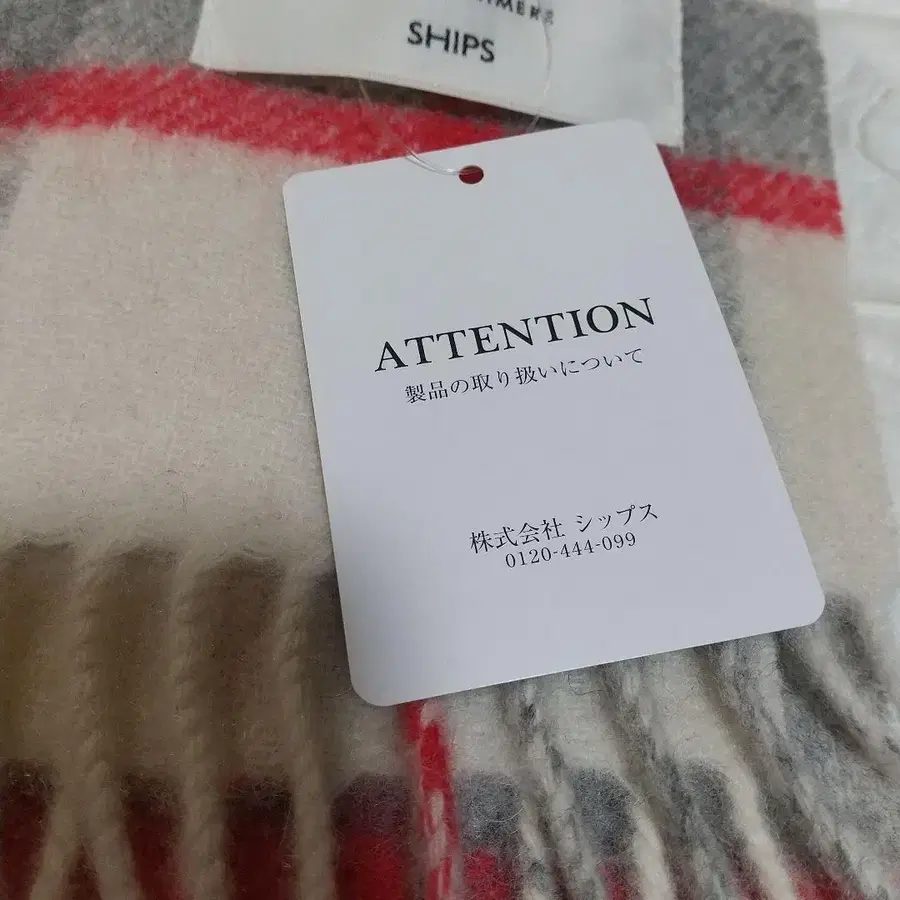 SHIPS
ATTENTION
製品の取り扱いについて
株式会社 シップス
0120-444-099